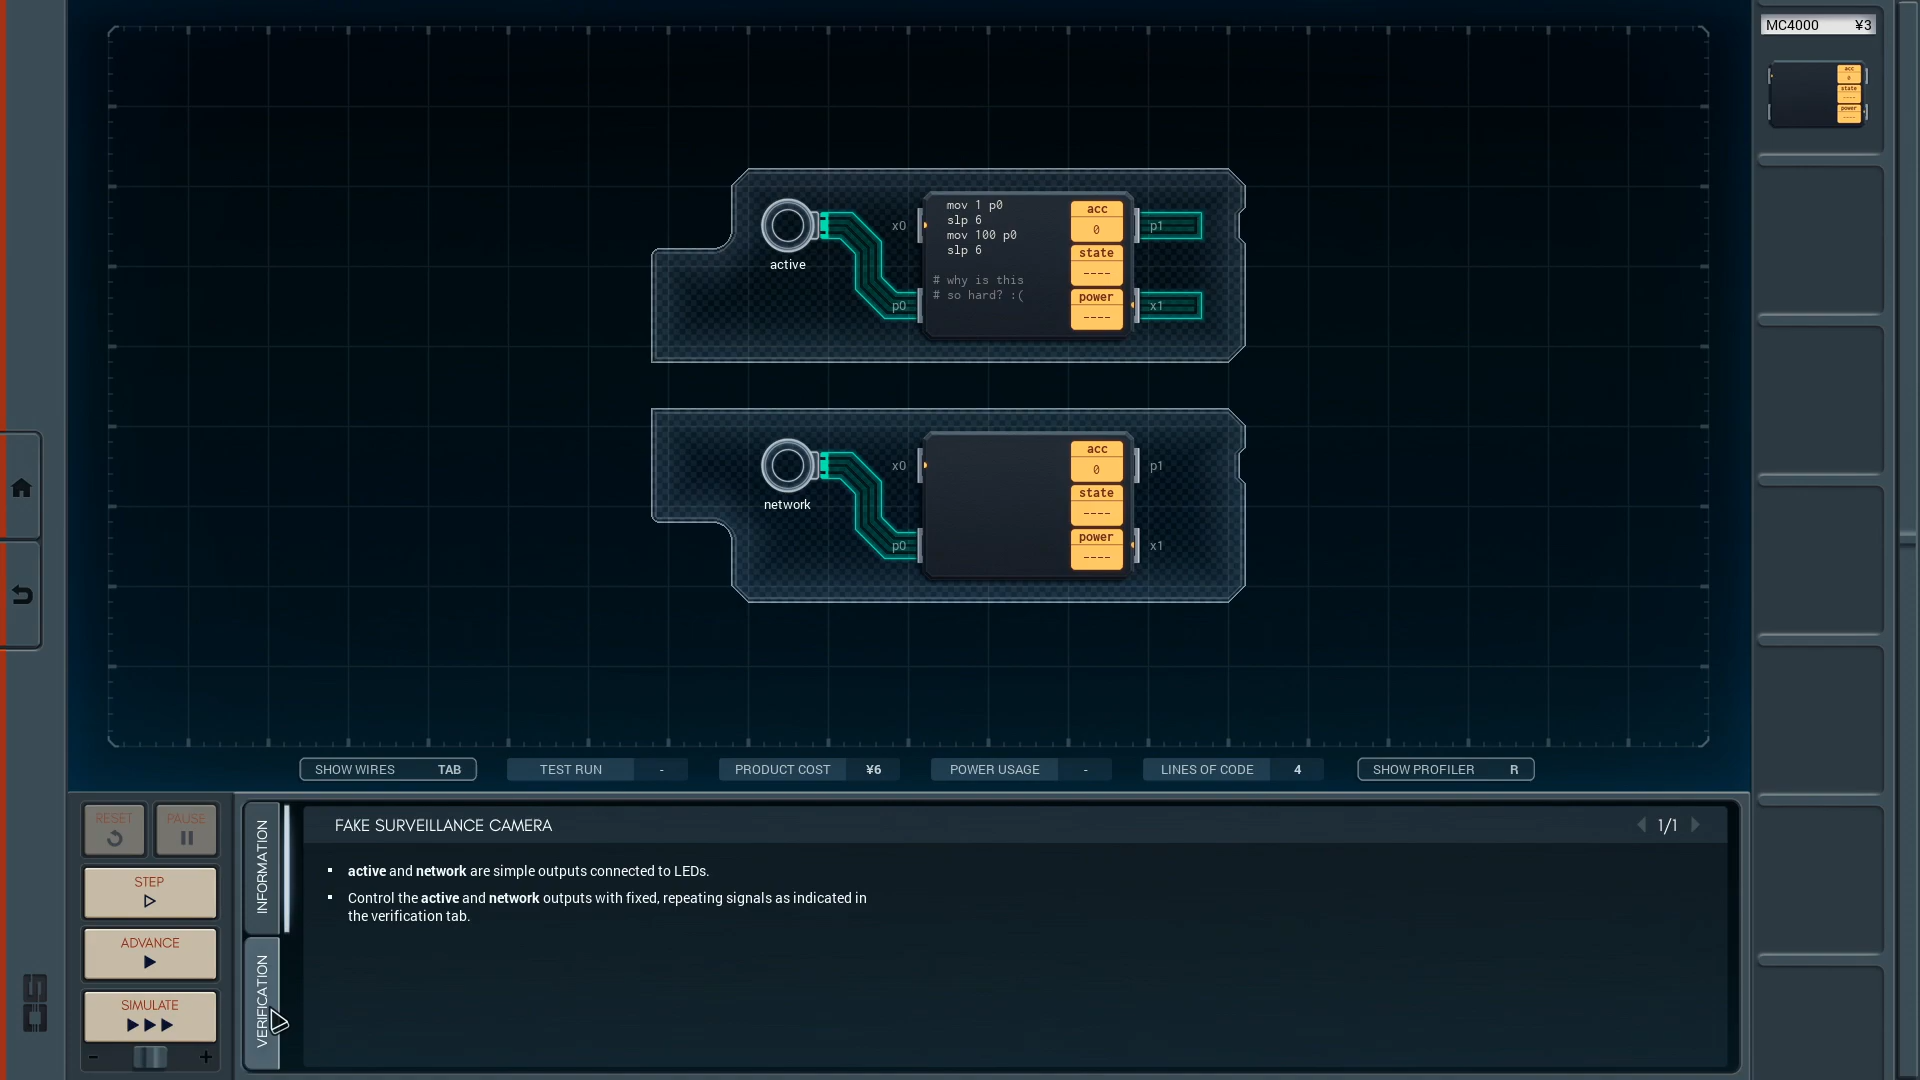 MC4000 ¥3
acc
0
state
----
power
----
active
x0
p0
mov 1 p0
slp 6
mov 100 p0
slp 6
# why is this
# so hard? :(
acc
0
state
----
power
----
p1
x1
network
x0
p0
acc
0
state
----
power
----
p1
x1
SHOW WIRES TAB
TEST RUN -
PRODUCT COST ¥6
POWER USAGE -
LINES OF CODE 4
SHOW PROFILER R
RESET
PAUSE
STEP
ADVANCE
SIMULATE
- +
INFORMATION
VERIFICATION
FAKE SURVEILLANCE CAMERA
1/1
▪ active and network are simple outputs connected to LEDs.
▪ Control the active and network outputs with fixed, repeating signals as indicated in
the verification tab.